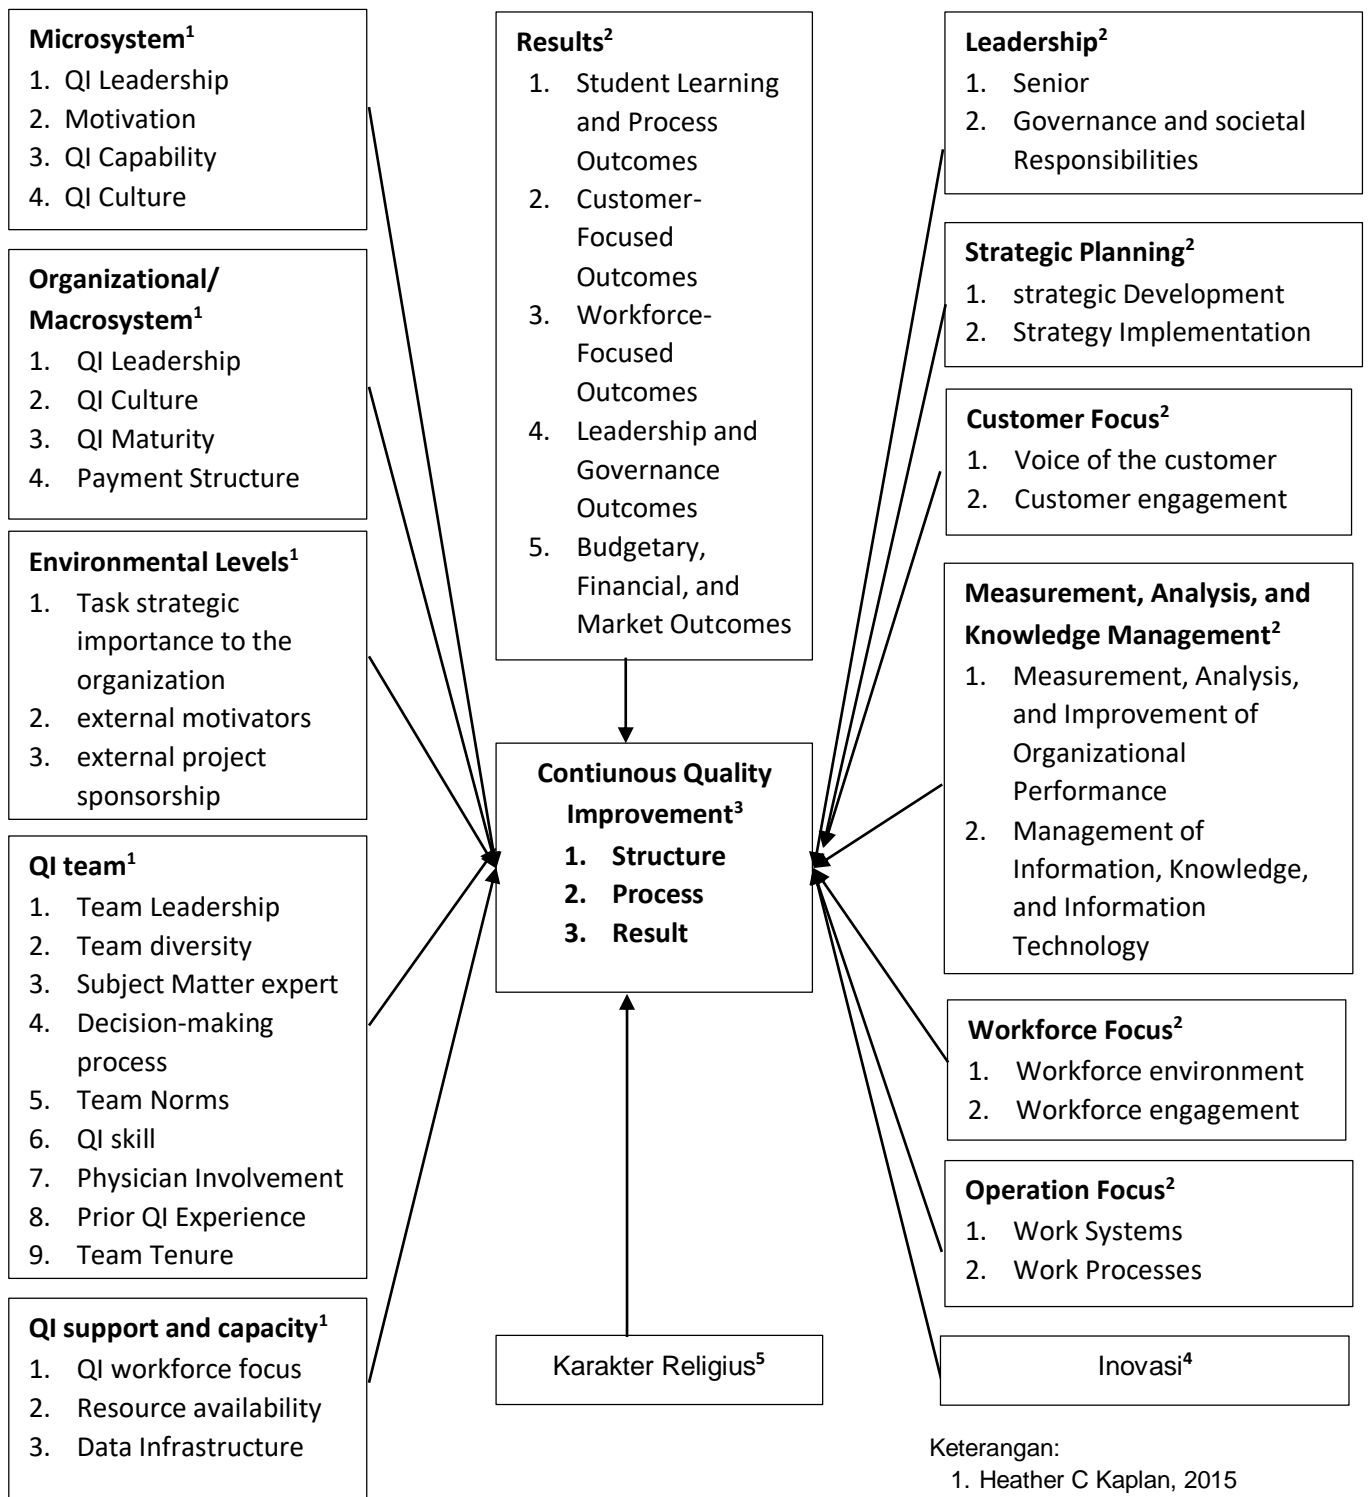 Microsystem1
1. QI Leadership
2. Motivation
3. QI Capability
4. QI Culture
Organizational/
Macrosystem1
1. QI Leadership
2. QI Culture
3. QI Maturity
4. Payment Structure
Environmental Levels1
1. Task strategic
importance to the
organization
2. external motivators
3. external project
sponsorship
QI team1
1. Team Leadership
2. Team diversity
3. Subject Matter expert
4. Decision-making
process
5. Team Norms
6. QI skill
7. Physician Involvement
8. Prior QI Experience
9. Team Tenure
QI support and capacity1
1. QI workforce focus
2. Resource availability
3. Data Infrastructure
Results2
1. Student Learning
and Process
Outcomes
2. Customer-
Focused
Outcomes
3. Workforce-
Focused
Outcomes
4. Leadership and
Governance
Outcomes
5. Budgetary,
Financial, and
Market Outcomes
Contiunous Quality
Improvement3
1. Structure
2. Process
3. Result
Karakter Religius5
Leadership2
1. Senior
2. Governance and societal
Responsibilities
Strategic Planning2
1. strategic Development
2. Strategy Implementation
Customer Focus2
1. Voice of the customer
2. Customer engagement
Measurement, Analysis, and
Knowledge Management2
1. Measurement, Analysis,
and Improvement of
Organizational
Performance
2. Management of
Information, Knowledge,
and Information
Technology
Workforce Focus2
1. Workforce environment
2. Workforce engagement
Operation Focus2
1. Work Systems
2. Work Processes
Inovasi4
Keterangan:
1. Heather C Kaplan, 2015